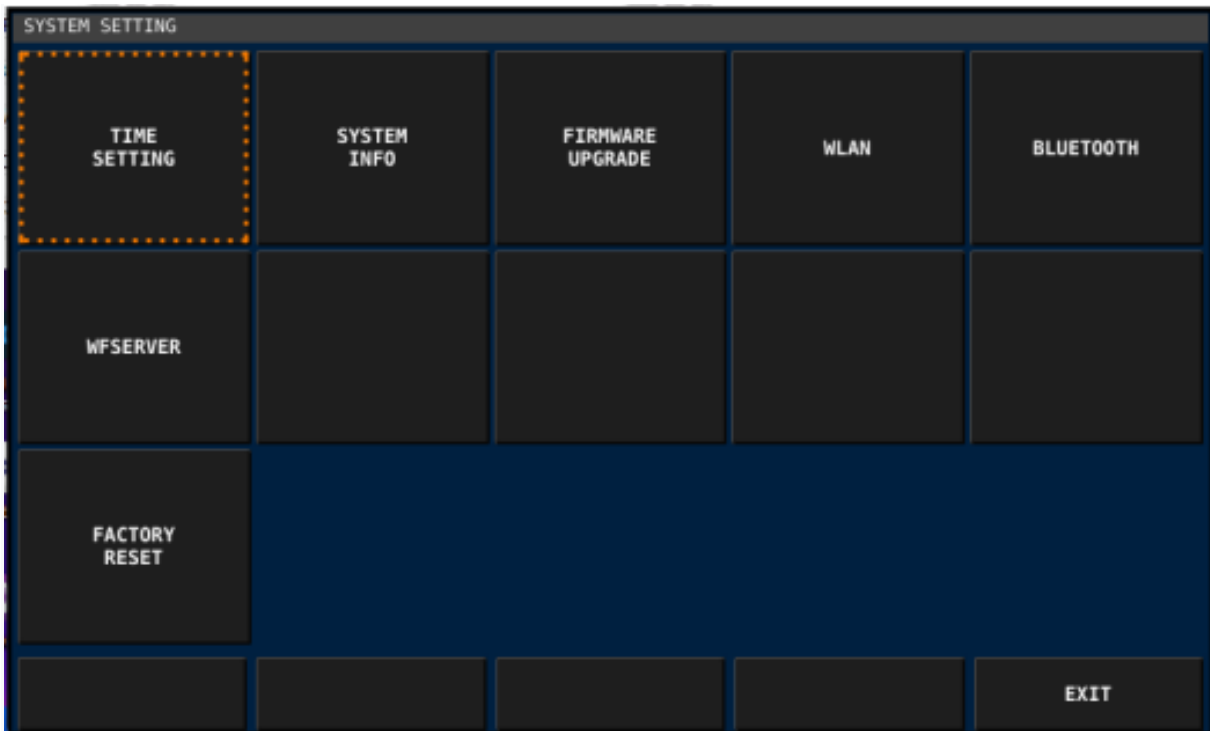 SYSTEM SETTING
TIME
SETTING
SYSTEM
INFO
FIRMWARE
UPGRADE
WLAN
BLUETOOTH
WFSERVER
FACTORY
RESET
EXIT